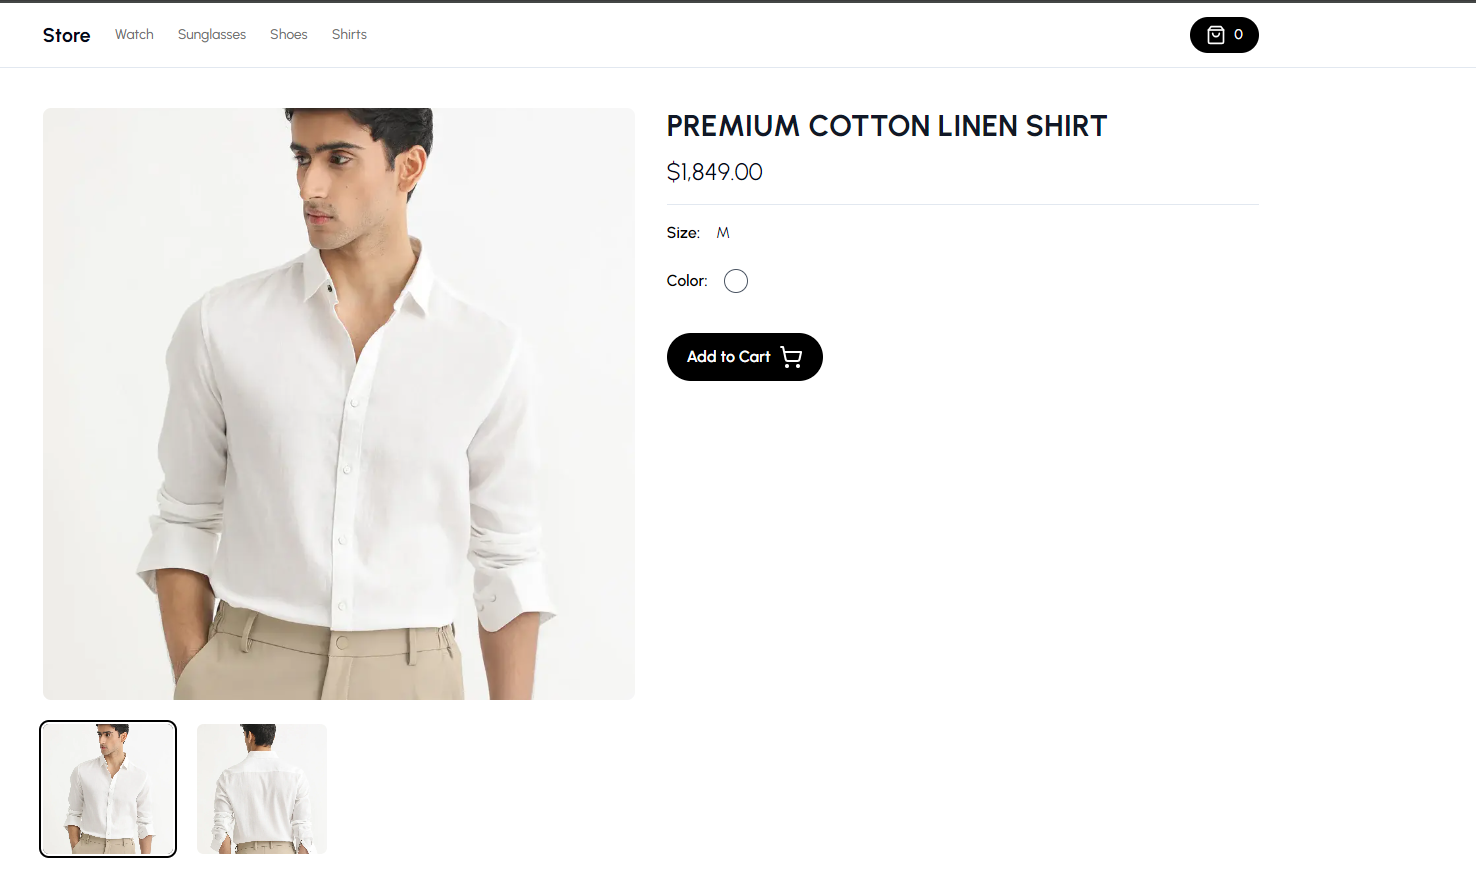 Store Watch Sunglasses Shoes Shirts 0
PREMIUM COTTON LINEN SHIRT
$1,849.00
Size: M
Color:
Add to Cart